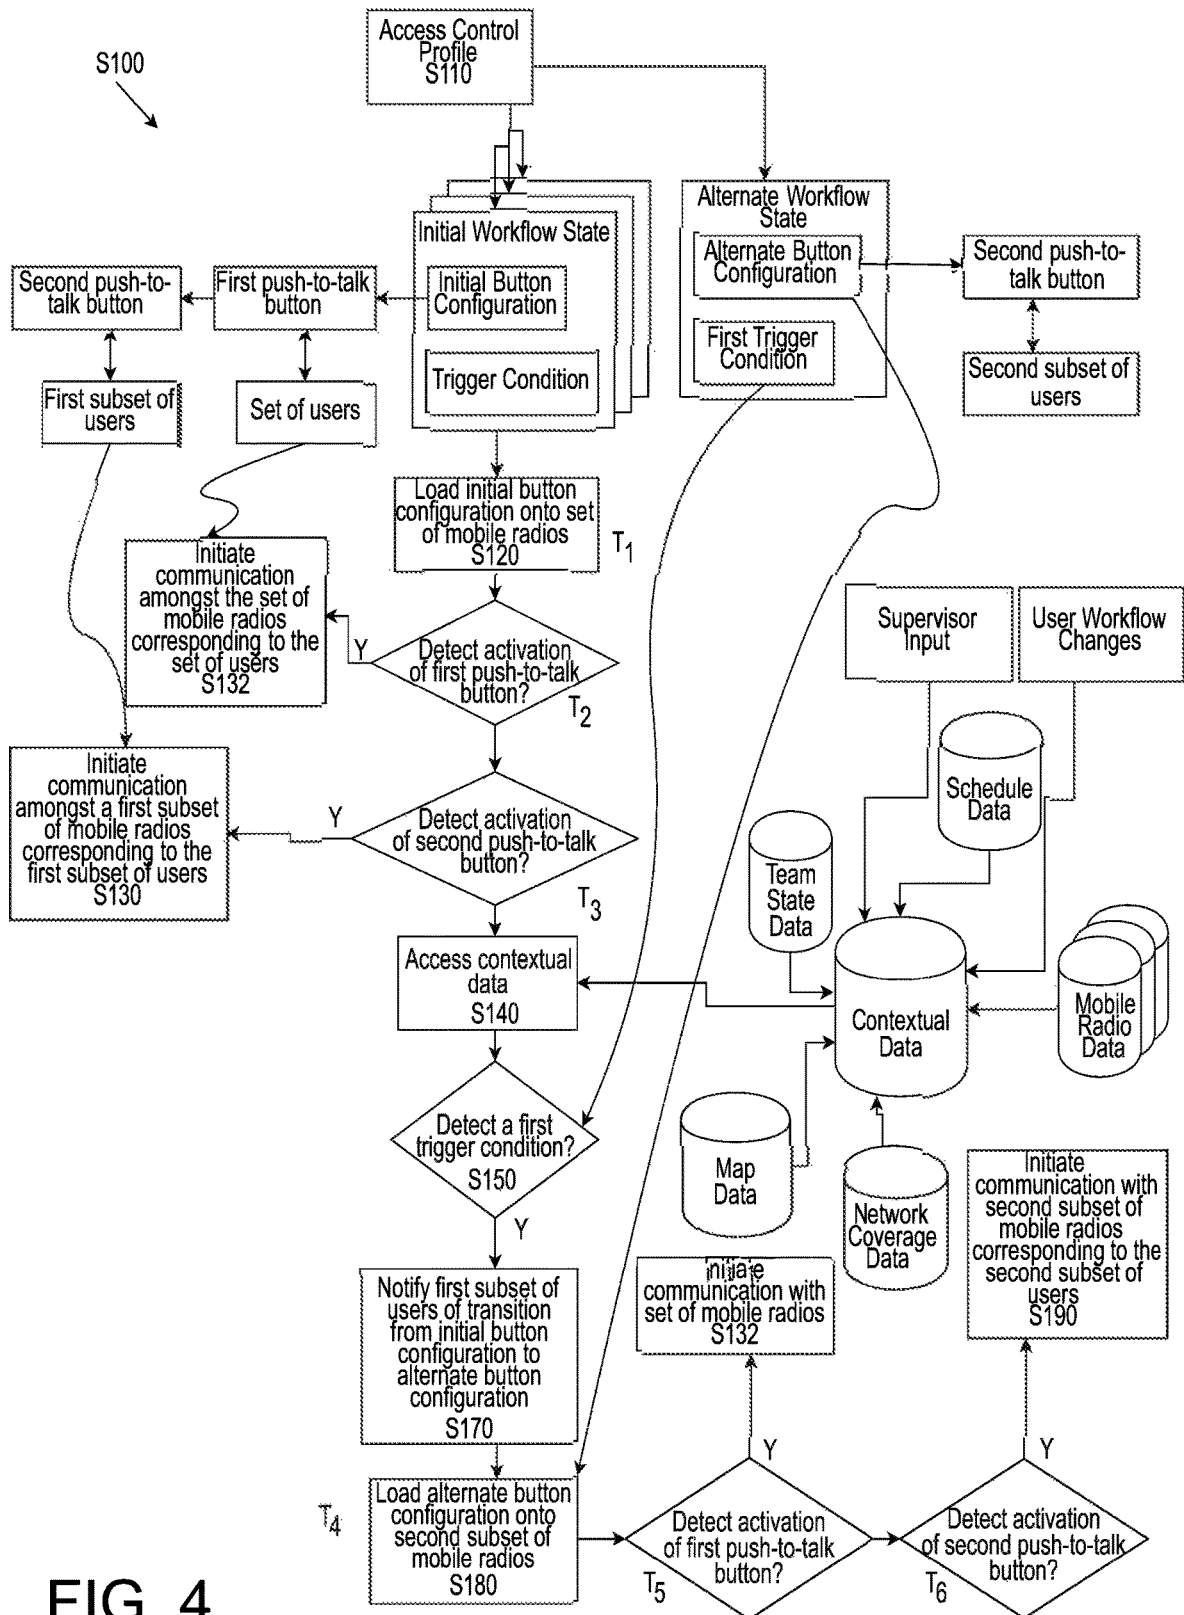 Access Control
Profile
S110
S100
Initial Workflow State
Initial Button
Configuration
Trigger Condition
Alternate Workflow
State
Alternate Button
Configuration
First Trigger
Condition
Second push-to-
talk button
First push-to-talk
button
Second push-to-
talk button
Second subset of
users
First subset of
users
Set of users
Load initial button
configuration onto set
of mobile radios
S120
T1
Initiate
communication
amongst the set of
mobile radios
corresponding to the
set of users
S132
Y
Detect activation
of first push-to-talk
button?
T2
Supervisor
Input
User Workflow
Changes
Initiate
communication
amongst a first subset
of mobile radios
corresponding to the
first subset of users
S130
Y
Detect activation
of second push-to-talk
button?
T3
Schedule
Data
Team
State
Data
Access contextual
data
S140
Contextual
Data
Mobile
Radio
Data
Detect a first
trigger condition?
S150
Y
Map
Data
Network
Coverage
Data
Initiate
communication with
second subset of
mobile radios
corresponding to the
second subset of
users
S190
Notify first subset of
users of transition
from initial button
configuration to
alternate button
configuration
S170
Initiate
communication with
set of mobile radios
S132
Y
Y
T4
Load alternate button
configuration onto
second subset of
mobile radios
S180
Detect activation
of first push-to-talk
button?
T5
Detect activation
of second push-to-talk
button?
T6
FIG. 4